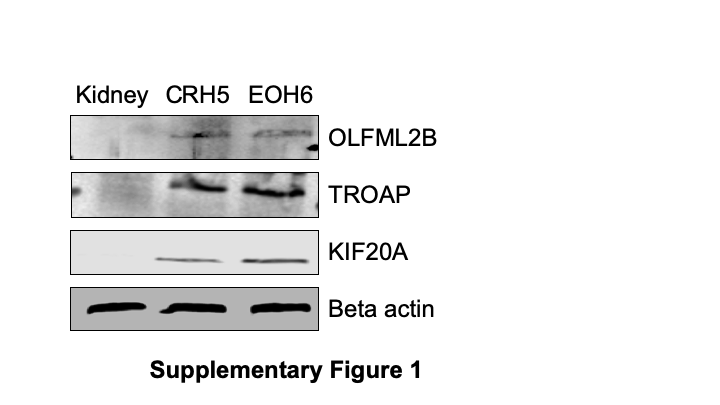 Kidney CRH5 EOH6
OLFML2B
TROAP
KIF20A
Beta actin
Supplementary Figure 1